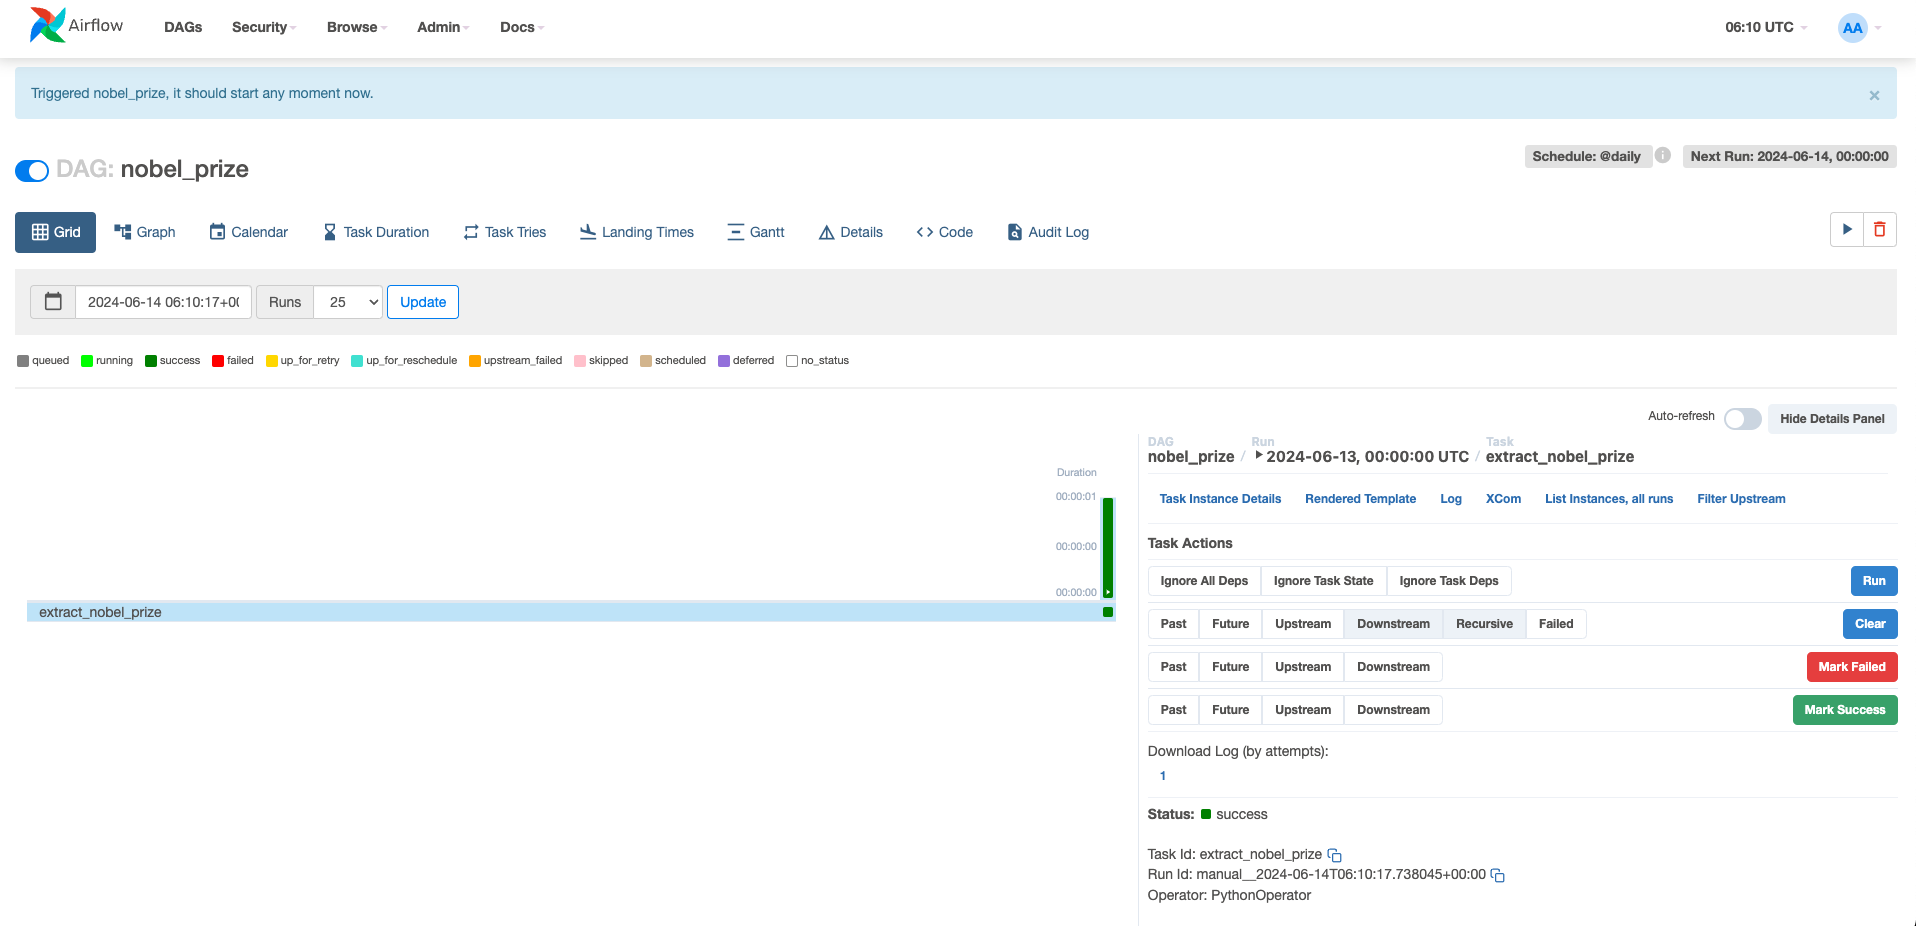 Airflow DAGs Security Browse Admin Docs 06:10 UTC AA
Triggered nobel_prize, it should start any moment now. ×
DAG: nobel_prize Schedule: @daily i Next Run: 2024-06-14, 00:00:00
Grid Graph Calendar Task Duration Task Tries Landing Times Gantt Details Code Audit Log
2024-06-14 06:10:17+00 Runs 25 Update
queued running success failed up_for_retry up_for_reschedule upstream_failed skipped scheduled deferred no_status
Auto-refresh Hide Details Panel
Duration
00:00:01
00:00:00
00:00:00
extract_nobel_prize
DAG Run Task
nobel_prize / 2024-06-13, 00:00:00 UTC / extract_nobel_prize
Task Instance Details Rendered Template Log XCom List Instances, all runs Filter Upstream
Task Actions
Ignore All Deps Ignore Task State Ignore Task Deps Run
Past Future Upstream Downstream Recursive Failed Clear
Past Future Upstream Downstream Mark Failed
Past Future Upstream Downstream Mark Success
Download Log (by attempts):
1
Status: success
Task Id: extract_nobel_prize
Run Id: manual__2024-06-14T06:10:17.738045+00:00
Operator: PythonOperator